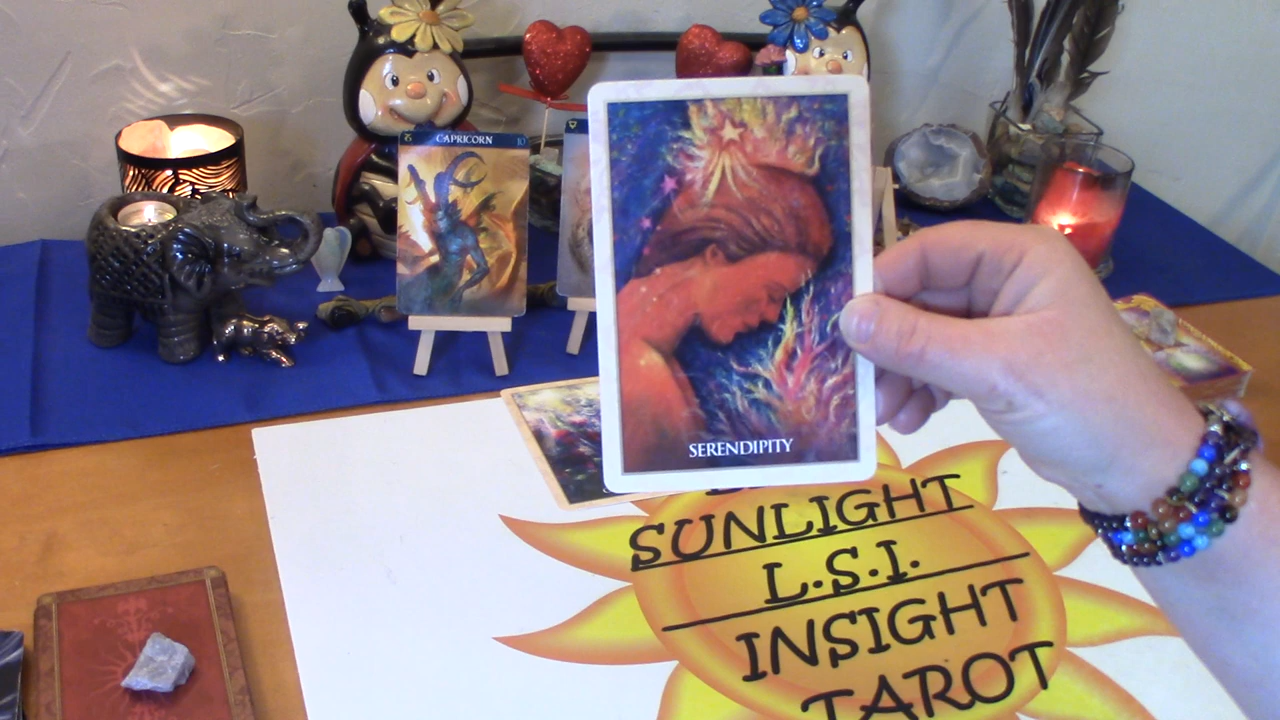 CAPRICORN 10
SERENDIPITY
SUNLIGHT
L.S.I.
INSIGHT
TAROT